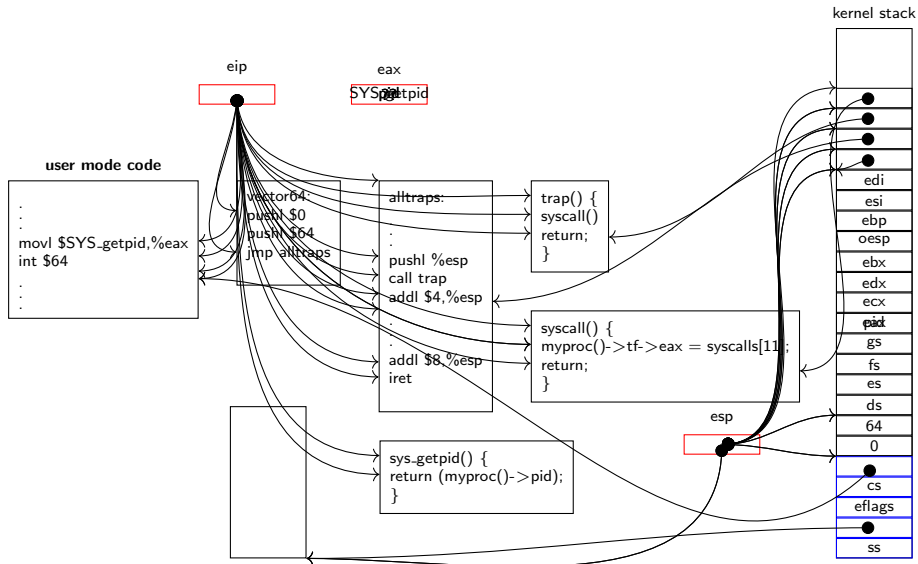 kernel stack
eip
eax
SYS_getpid
user mode code
.
.
.
movl $SYS_getpid,%eax
int $64
.
.
.
vector64:
pushl $0
pushl $64
jmp alltraps
alltraps:
.
.
pushl %esp
call trap
addl $4,%esp
.
.
.
addl $8,%esp
iret
trap() {
syscall()
return;
}
syscall() {
myproc()->tf->eax = syscalls[11];
return;
}
sys_getpid() {
return (myproc()->pid);
}
esp
edi
esi
ebp
oesp
ebx
edx
ecx
gs
fs
es
ds
64
0
cs
eflags
ss